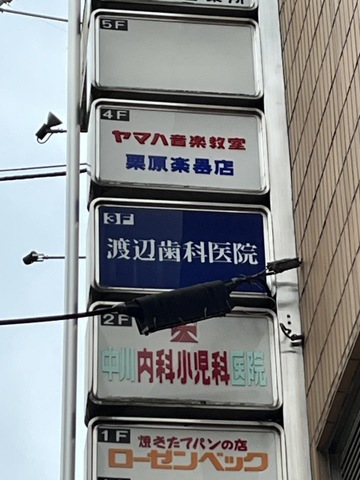 5F
4F
ヤマハ音楽教室
栗原楽器店
3F
渡辺歯科医院
2F
中川内科小児科医院
1F
焼きたてパンの店
ローゼンベック